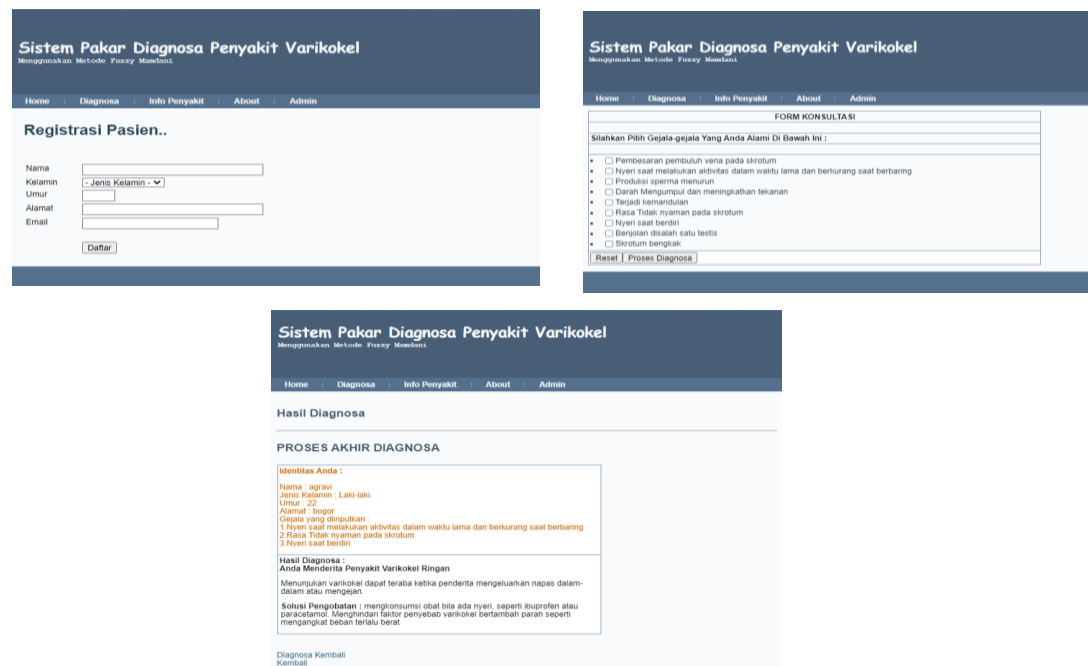 Sistem Pakar Diagnosa Penyakit Varikokel
Menggunakan Metode Fuzzy Mamdani
Home | Diagnosa | Info Penyakit | About | Admin
Registrasi Pasien..
Nama
Kelamin - Jenis Kelamin -
Umur
Alamat
Email
Daftar
Sistem Pakar Diagnosa Penyakit Varikokel
Menggunakan Metode Fuzzy Mamdani
Home | Diagnosa | Info Penyakit | About | Admin
FORM KONSULTASI
Silahkan Pilih Gejala-gejala Yang Anda Alami Di Bawah Ini :
Pembesaran pembuluh vena pada skrotum
Nyeri saat melakukan aktivitas dalam waktu lama dan berkurang saat berbaring
Produksi sperma menurun
Darah Mengumpul dan meningkatkan tekanan
Terjadi kemandulan
Rasa Tidak nyaman pada skrotum
Nyeri saat berdiri
Benjolan disalah satu testis
Skrotum bengkak
Reset | Proses Diagnosa
Sistem Pakar Diagnosa Penyakit Varikokel
Menggunakan Metode Fuzzy Mamdani
Home | Diagnosa | Info Penyakit | About | Admin
Hasil Diagnosa
PROSES AKHIR DIAGNOSA
Identitas Anda :
Nama : agravi
Jenis Kelamin : Laki-laki
Umur : 22
Alamat : bogor
Gejala yang diinputkan :
1.Nyeri saat melakukan aktivitas dalam waktu lama dan berkurang saat berbaring
2.Rasa Tidak nyaman pada skrotum
3.Nyeri saat berdiri
Hasil Diagnosa :
Anda Menderita Penyakit Varikokel Ringan
Menunjukan varikokel dapat teraba ketika penderita mengeluarkan napas dalam-
dalam atau mengejan.
Solusi Pengobatan : mengkonsumsi obat bila ada nyeri, seperti ibuprofen atau
paracetamol. Menghindari faktor penyebab varikokel bertambah parah seperti
mengangkat beban terlalu berat
Diagnosa Kembali
Kembali